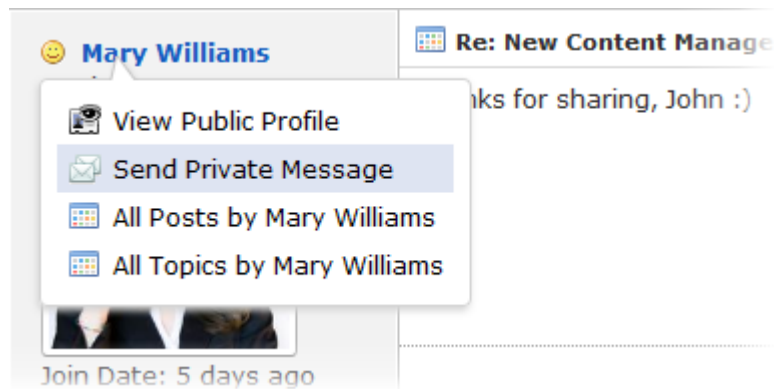 Mary Williams
Re: New Content Manage
nks for sharing, John :)
View Public Profile
Send Private Message
All Posts by Mary Williams
All Topics by Mary Williams
Join Date: 5 days ago